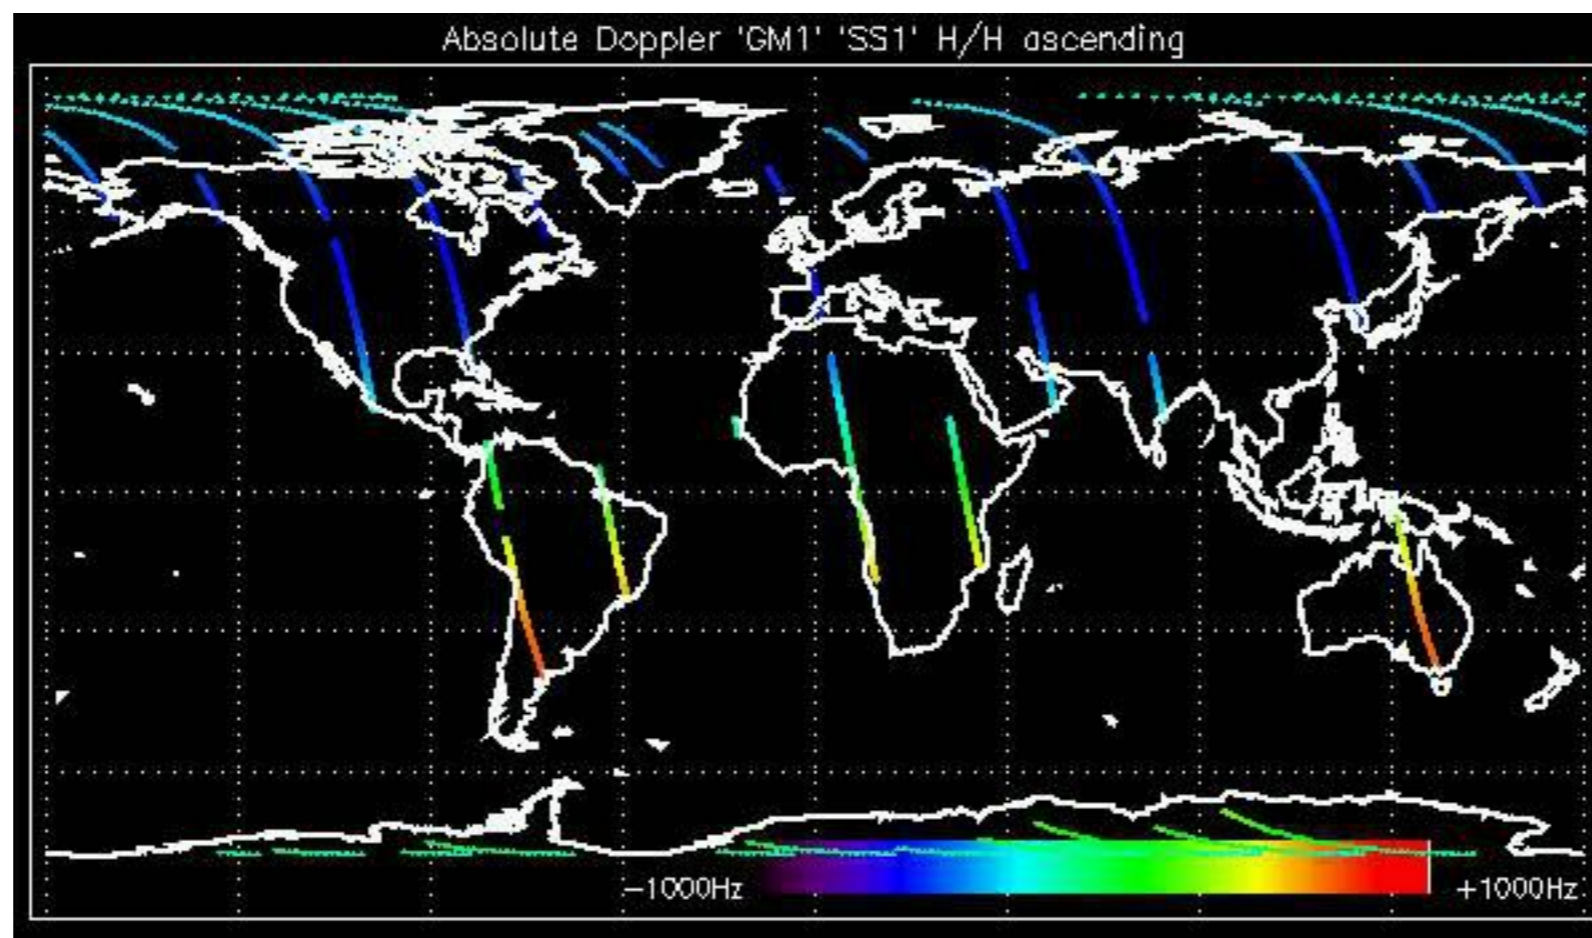 Absolute Doppler 'GM1' 'SS1' H/H ascending
-1000Hz
+1000Hz